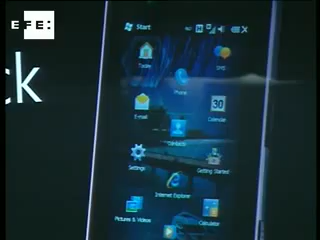 EFE:
Start
ck
Today
SMS
Phone
30
E-mail
Calendar
Contacts
Settings
Getting Started
Internet Explorer
Pictures & Videos
Calculator